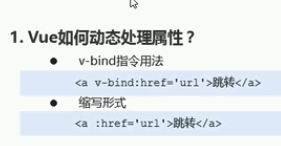 1. Vue如何动态处理属性？
● v-bind指令用法
<a v-bind:href='url'>跳转</a>
● 缩写形式
<a :href='url'>跳转</a>